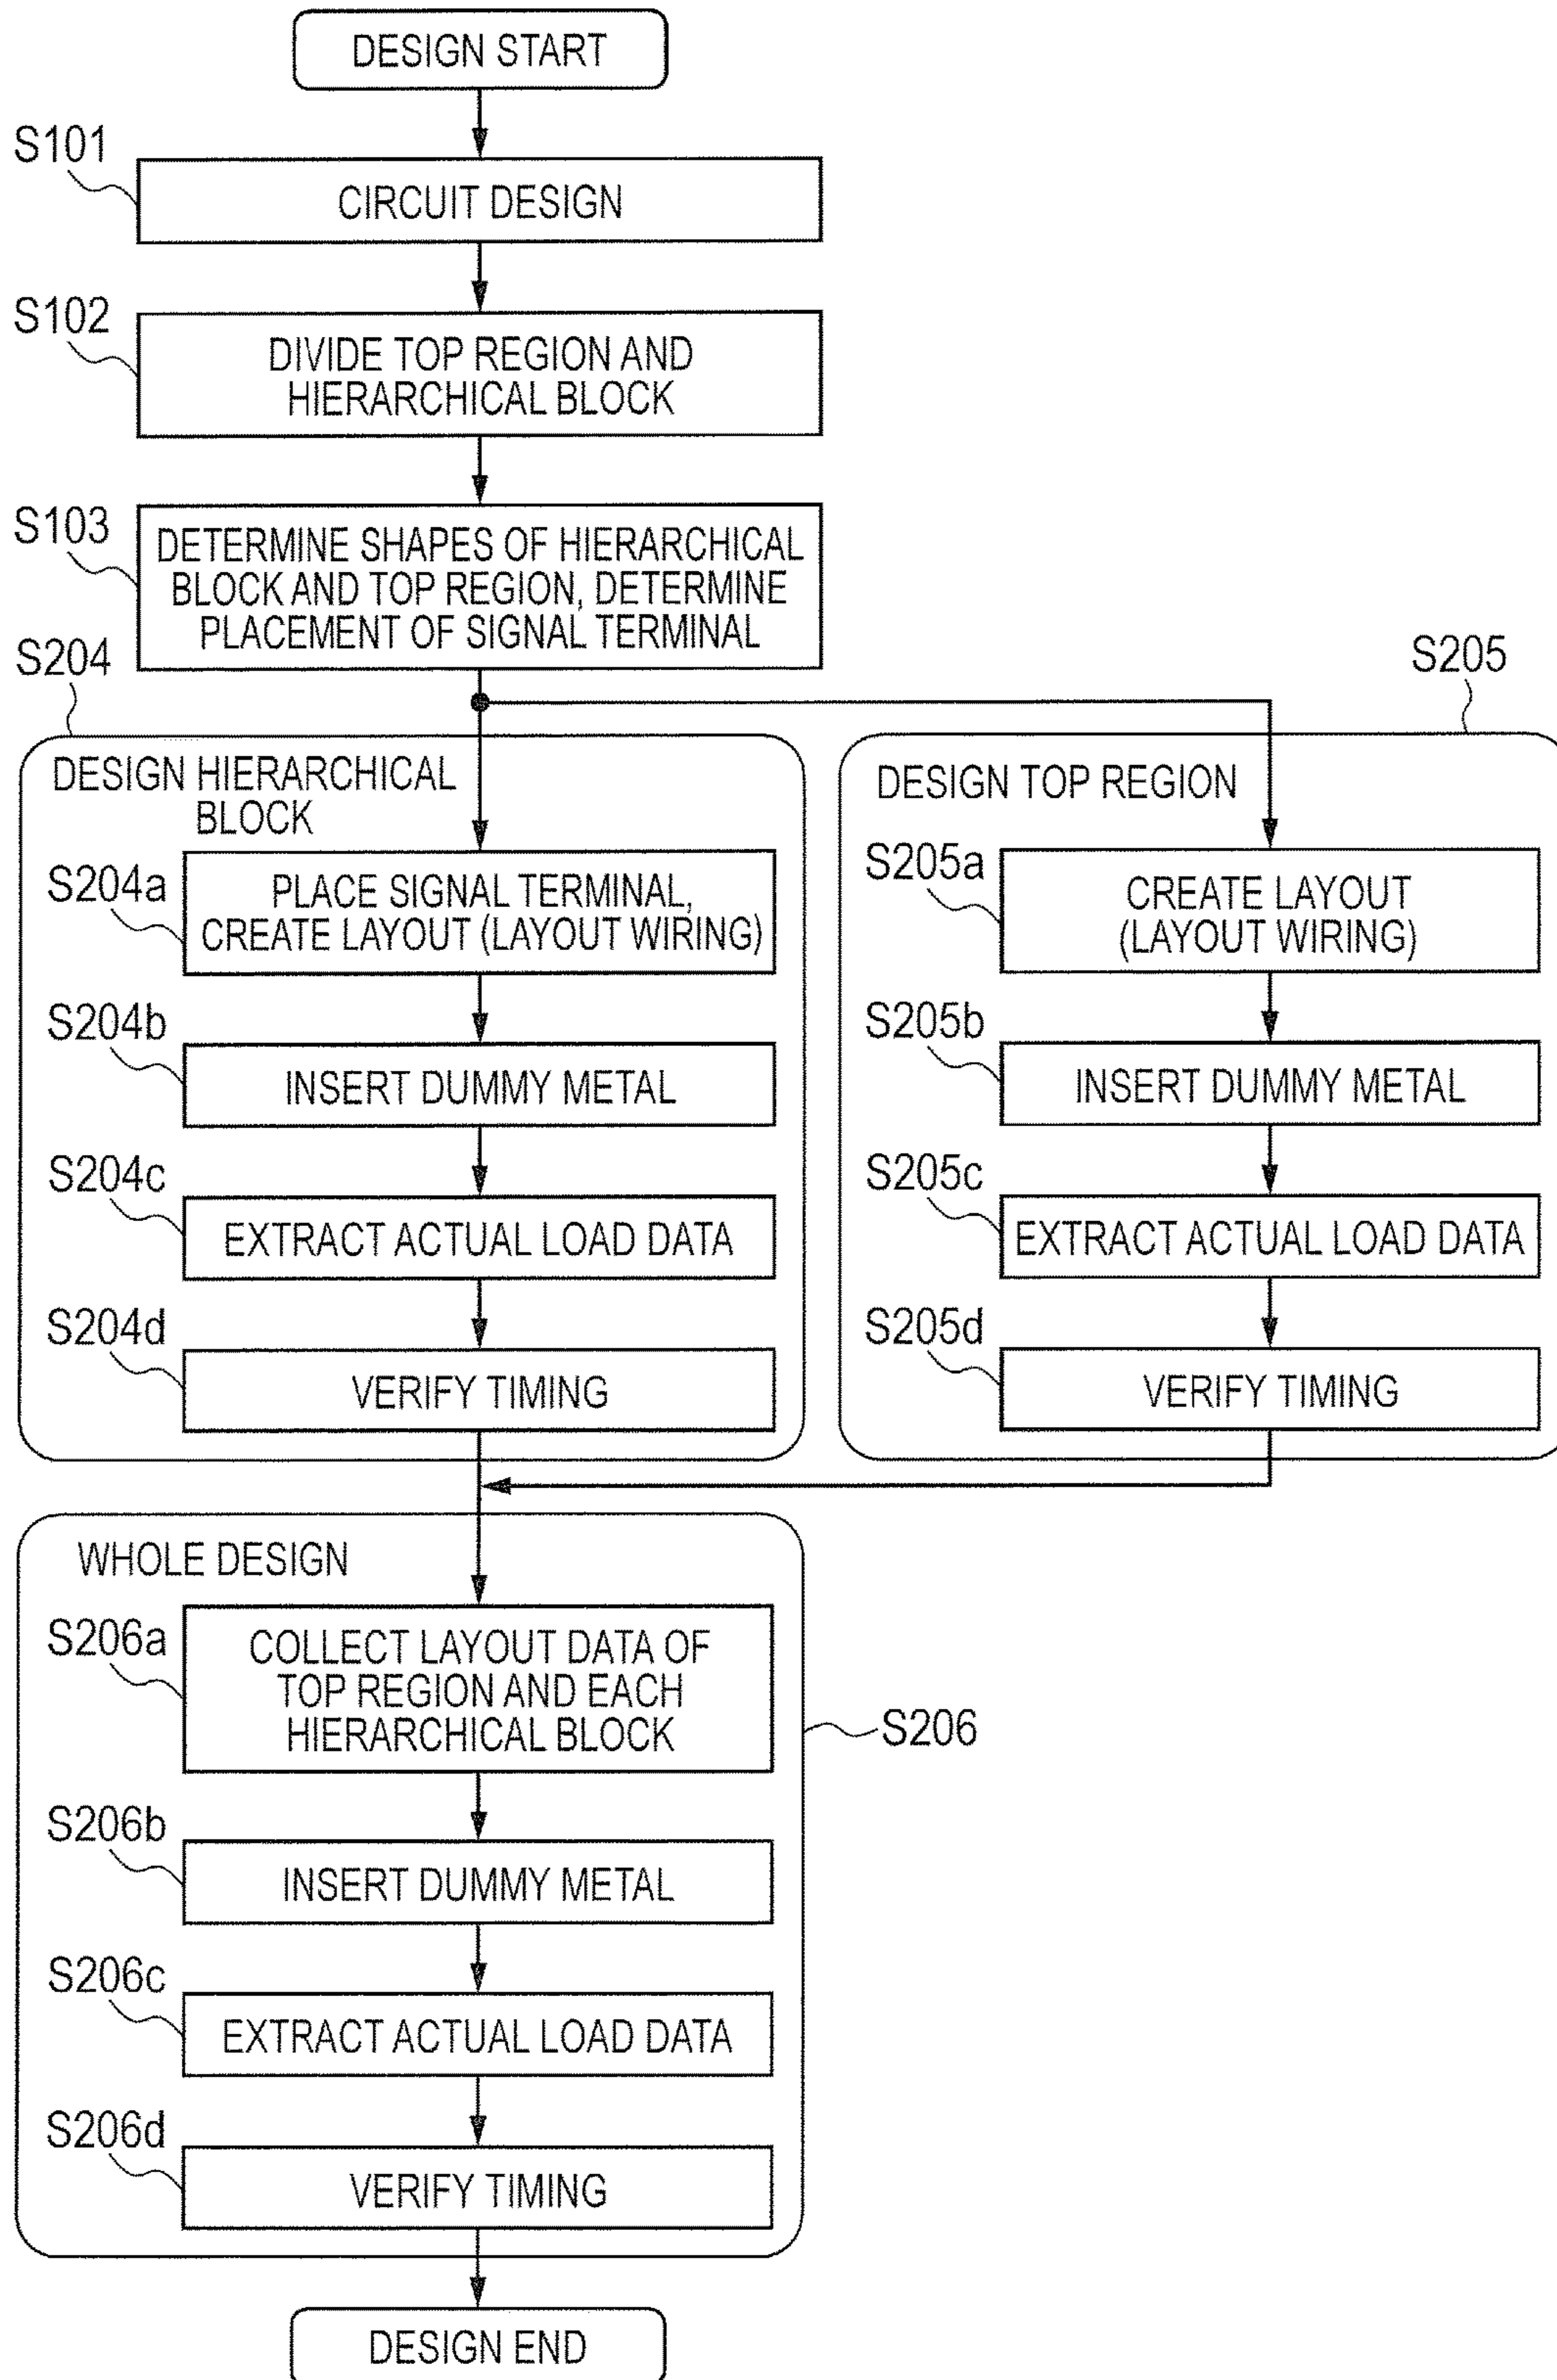 DESIGN START
S101
CIRCUIT DESIGN
S102
DIVIDE TOP REGION AND
HIERARCHICAL BLOCK
S103
DETERMINE SHAPES OF HIERARCHICAL
BLOCK AND TOP REGION, DETERMINE
PLACEMENT OF SIGNAL TERMINAL
S204
DESIGN HIERARCHICAL
BLOCK
S204a
PLACE SIGNAL TERMINAL,
CREATE LAYOUT (LAYOUT WIRING)
S204b
INSERT DUMMY METAL
S204c
EXTRACT ACTUAL LOAD DATA
S204d
VERIFY TIMING
S205
DESIGN TOP REGION
S205a
CREATE LAYOUT
(LAYOUT WIRING)
S205b
INSERT DUMMY METAL
S205c
EXTRACT ACTUAL LOAD DATA
S205d
VERIFY TIMING
WHOLE DESIGN
S206a
COLLECT LAYOUT DATA OF
TOP REGION AND EACH
HIERARCHICAL BLOCK
S206
S206b
INSERT DUMMY METAL
S206c
EXTRACT ACTUAL LOAD DATA
S206d
VERIFY TIMING
DESIGN END